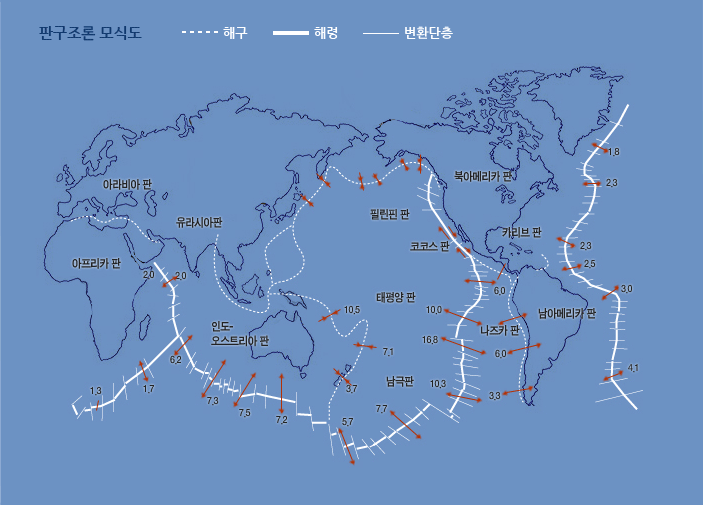 판구조론 모식도
해구
해령
변환단층
1,8
아라비아 판
북아메리카 판
2,3
필린핀 판
유라시아판
카리브 판
코코스 판
2,3
아프리카 판
2,5
2,0
2,0
6,0
3,0
태평양 판
10,5
10,0
남아메리카 판
인도-
오스트리아 판
나즈카 판
16,8
7,1
6,0
6,2
4,1
남극판
10,3
3,7
1,3
1,7
3,3
7,3
7,5
7,2
7,7
5,7